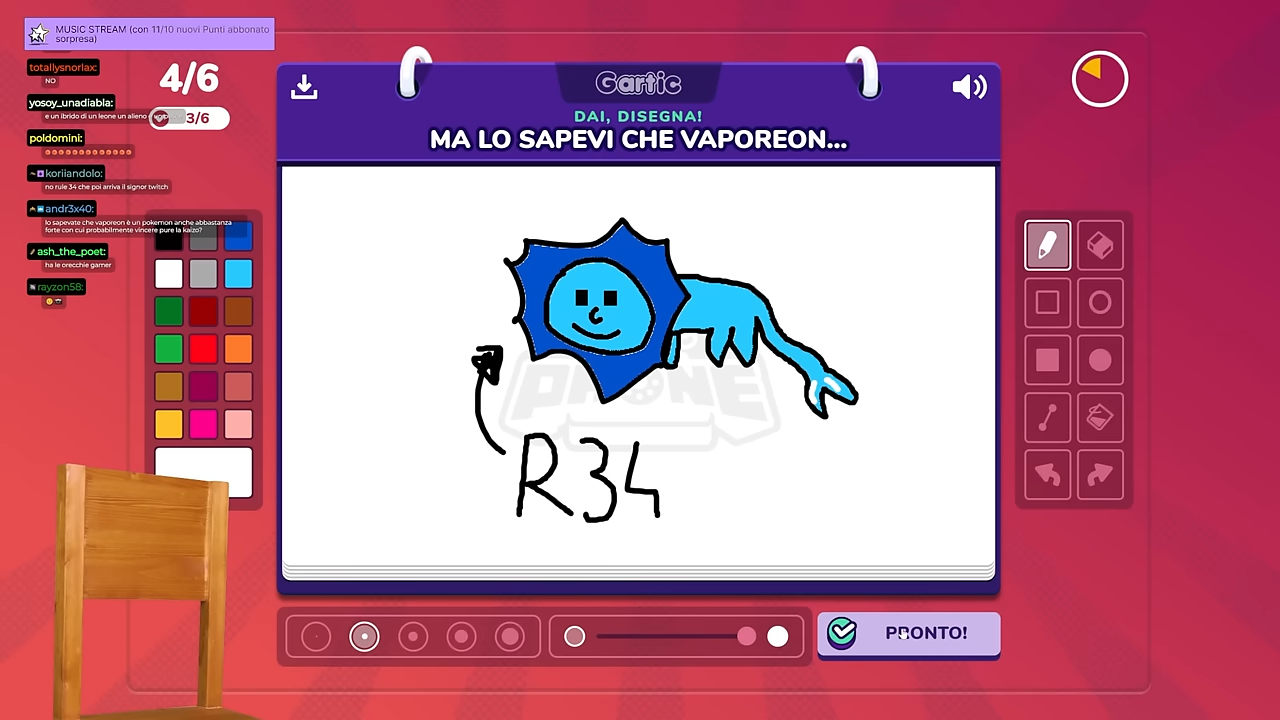 MUSIC STREAM (con 11/10 nuovi Punti abbonato
sorpresa)
totallysnorlax:
NO
yosoy_unadiabla:
e un ibrido di un leone un alieno e
poldomini:
koriiandolo:
no rule 34 che poi arriva il signor twitch
andr3x40:
lo sapevate che vaporeon è un pokemon anche abbastanza
forte con cui probabilmente vincere pure la kaizo?
ash_the_poet:
ha le orecchie gamer
rayzon58:
4/6
3/6
Gartic
DAI, DISEGNA!
MA LO SAPEVI CHE VAPOREON...
PHONE
R34
PRONTO!